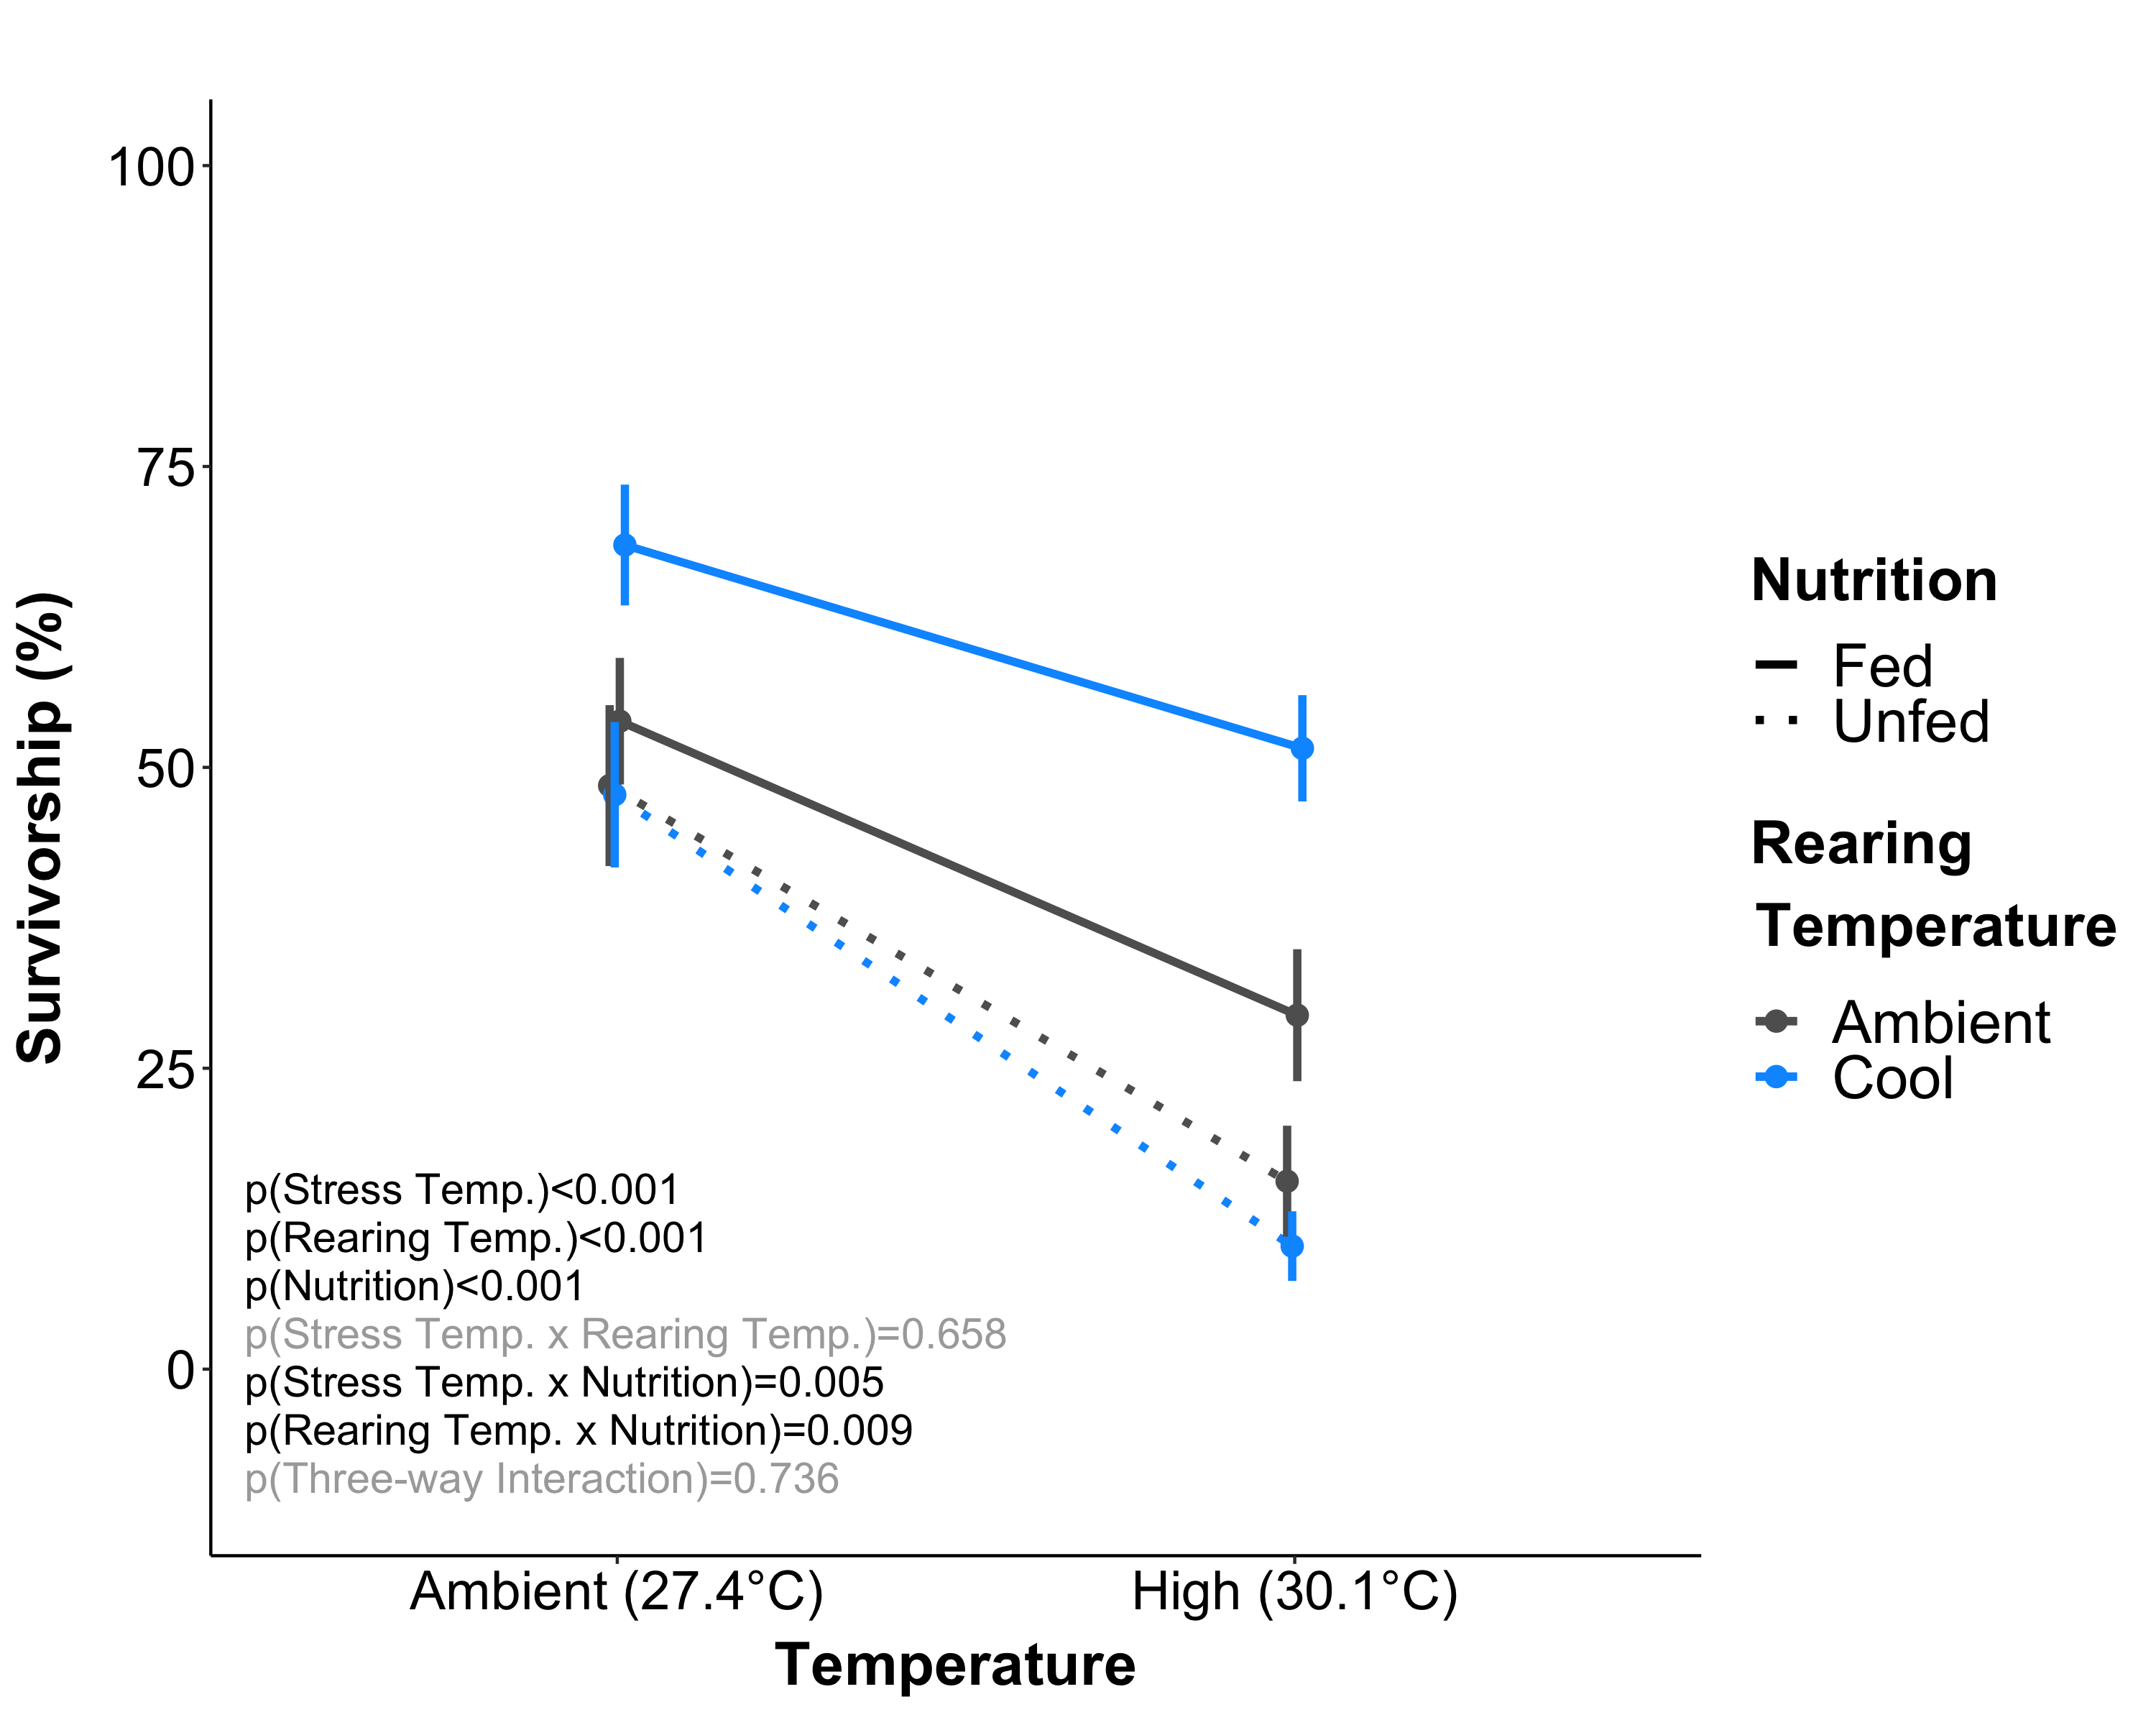 100
75
50
25
0
Survivorship (%)
p(Stress Temp.)<0.001
p(Rearing Temp.)<0.001
p(Nutrition)<0.001
p(Stress Temp. x Rearing Temp.)=0.658
p(Stress Temp. x Nutrition)=0.005
p(Rearing Temp. x Nutrition)=0.009
p(Three-way Interaction)=0.736
Ambient (27.4°C)
High (30.1°C)
Temperature
Nutrition
Fed
Unfed
Rearing
Temperature
Ambient
Cool